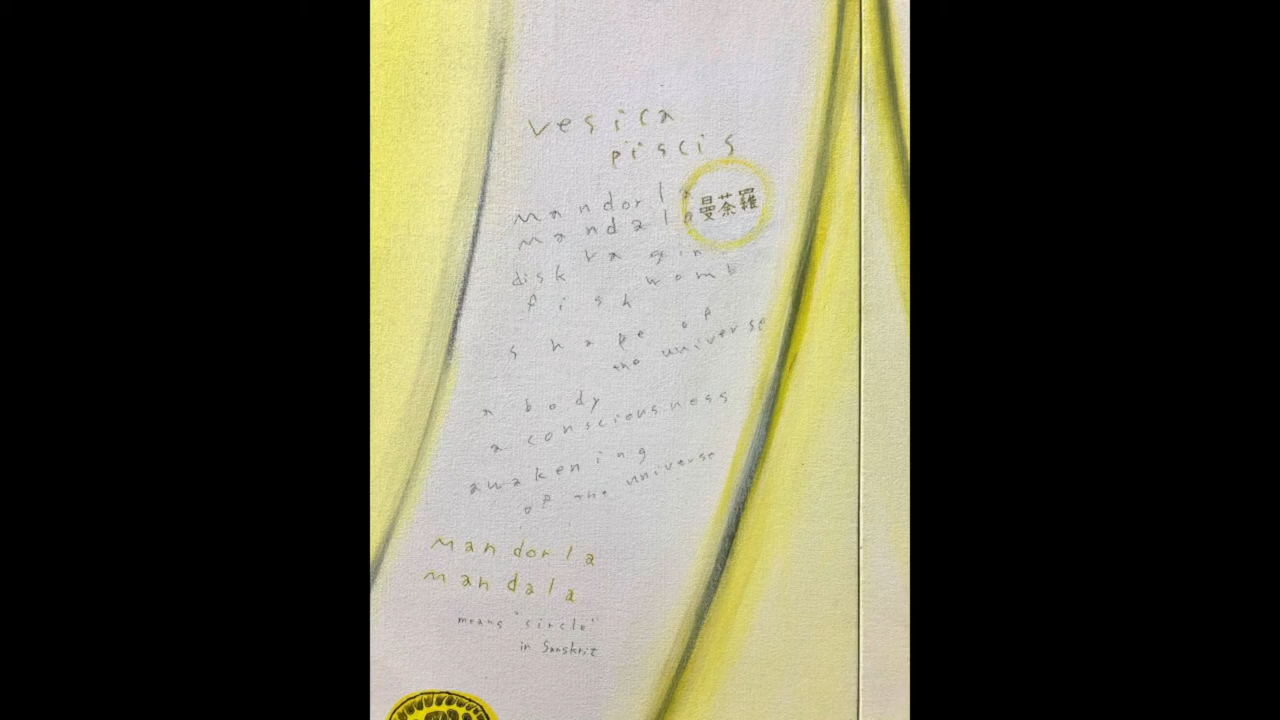 vesica
piscis
mandorla
mandala
曼荼羅
disk vagin
fish womb
shape of
the universe
a body
a consciousness
awakening
of the universe
mandorla
mandala
means 'circle'
in Sanskrit